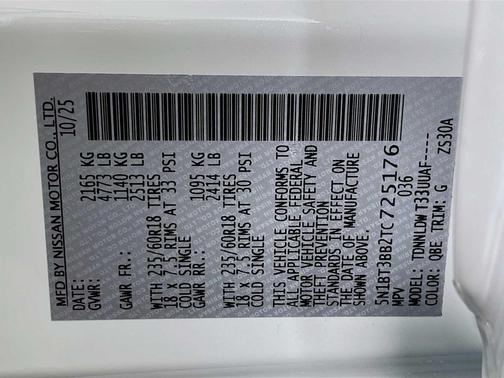 MFD BY NISSAN MOTOR CO., LTD.
DATE: 10/25
GVWR: 2165 KG
4773 LB
GAWR FR: 1140 KG
2513 LB
WITH 235/60R18 TIRES
18 X 7.5 RIMS AT 33 PSI
COLD SINGLE
GAWR RR: 1095 KG
2414 LB
WITH 235/60R18 TIRES
18 X 7.5 RIMS AT 30 PSI
COLD SINGLE
THIS VEHICLE CONFORMS TO
ALL APPLICABLE FEDERAL
MOTOR VEHICLE SAFETY AND
THEFT PREVENTION
STANDARDS IN EFFECT ON
THE DATE OF MANUFACTURE
SHOWN ABOVE.
5N1BT3BB2TC725176
MPV 036
MODEL: TDNNLDW T33UUAF----
COLOR: QBE TRIM: G ZS30A